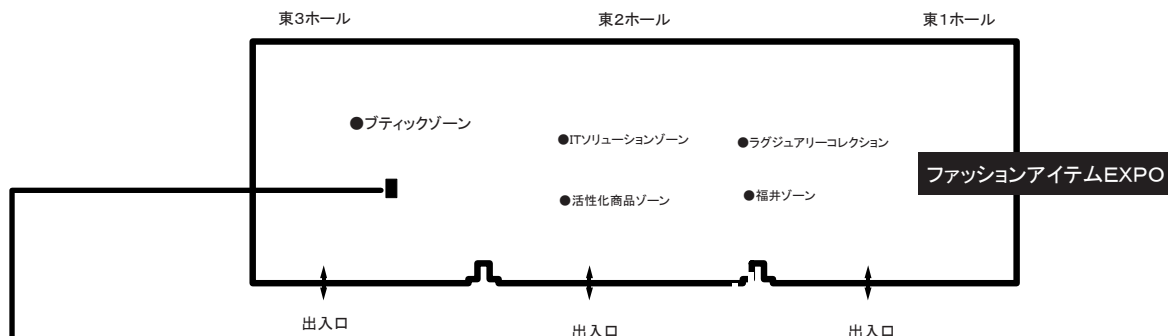 東3ホール 東2ホール 東1ホール
●ブティックゾーン
●ITソリューションゾーン ●ラグジュアリーコレクション
ファッションアイテムEXPO
●活性化商品ゾーン ●福井ゾーン
出入口 出入口 出入口